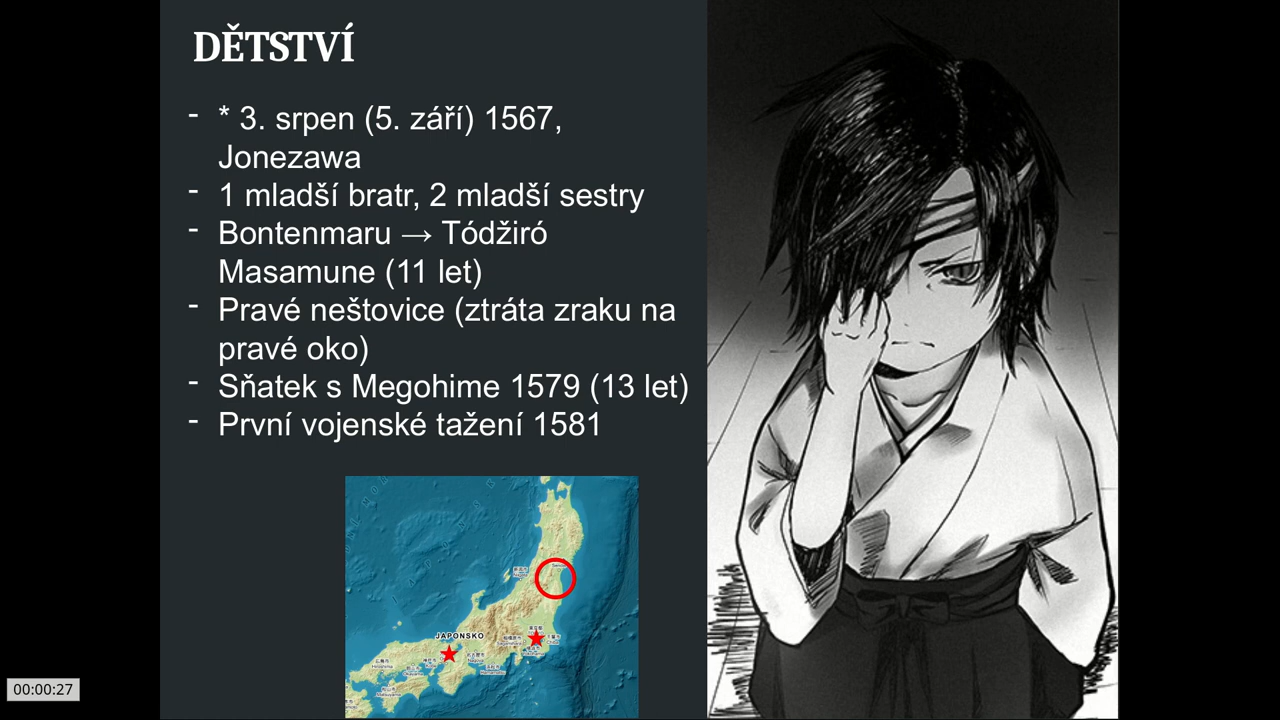 DĚTSTVÍ
- * 3. srpen (5. září) 1567,
Jonezawa
- 1 mladší bratr, 2 mladší sestry
- Bontenmaru → Tódžiró
Masamune (11 let)
- Pravé neštovice (ztráta zraku na
pravé oko)
- Sňatek s Megohime 1579 (13 let)
- První vojenské tažení 1581
JAPONSKO
00:00:27